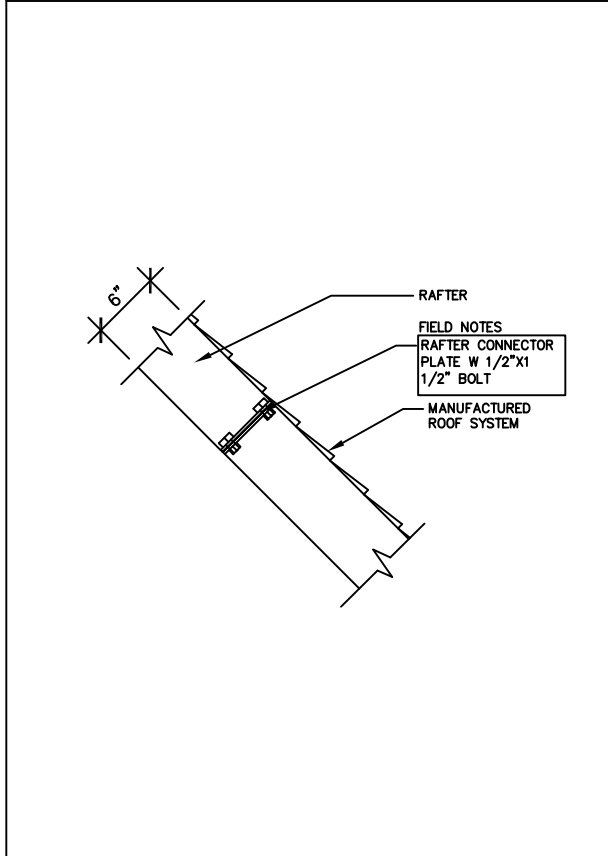 6"
RAFTER
FIELD NOTES
RAFTER CONNECTOR
PLATE W 1/2"X1
1/2" BOLT
MANUFACTURED
ROOF SYSTEM